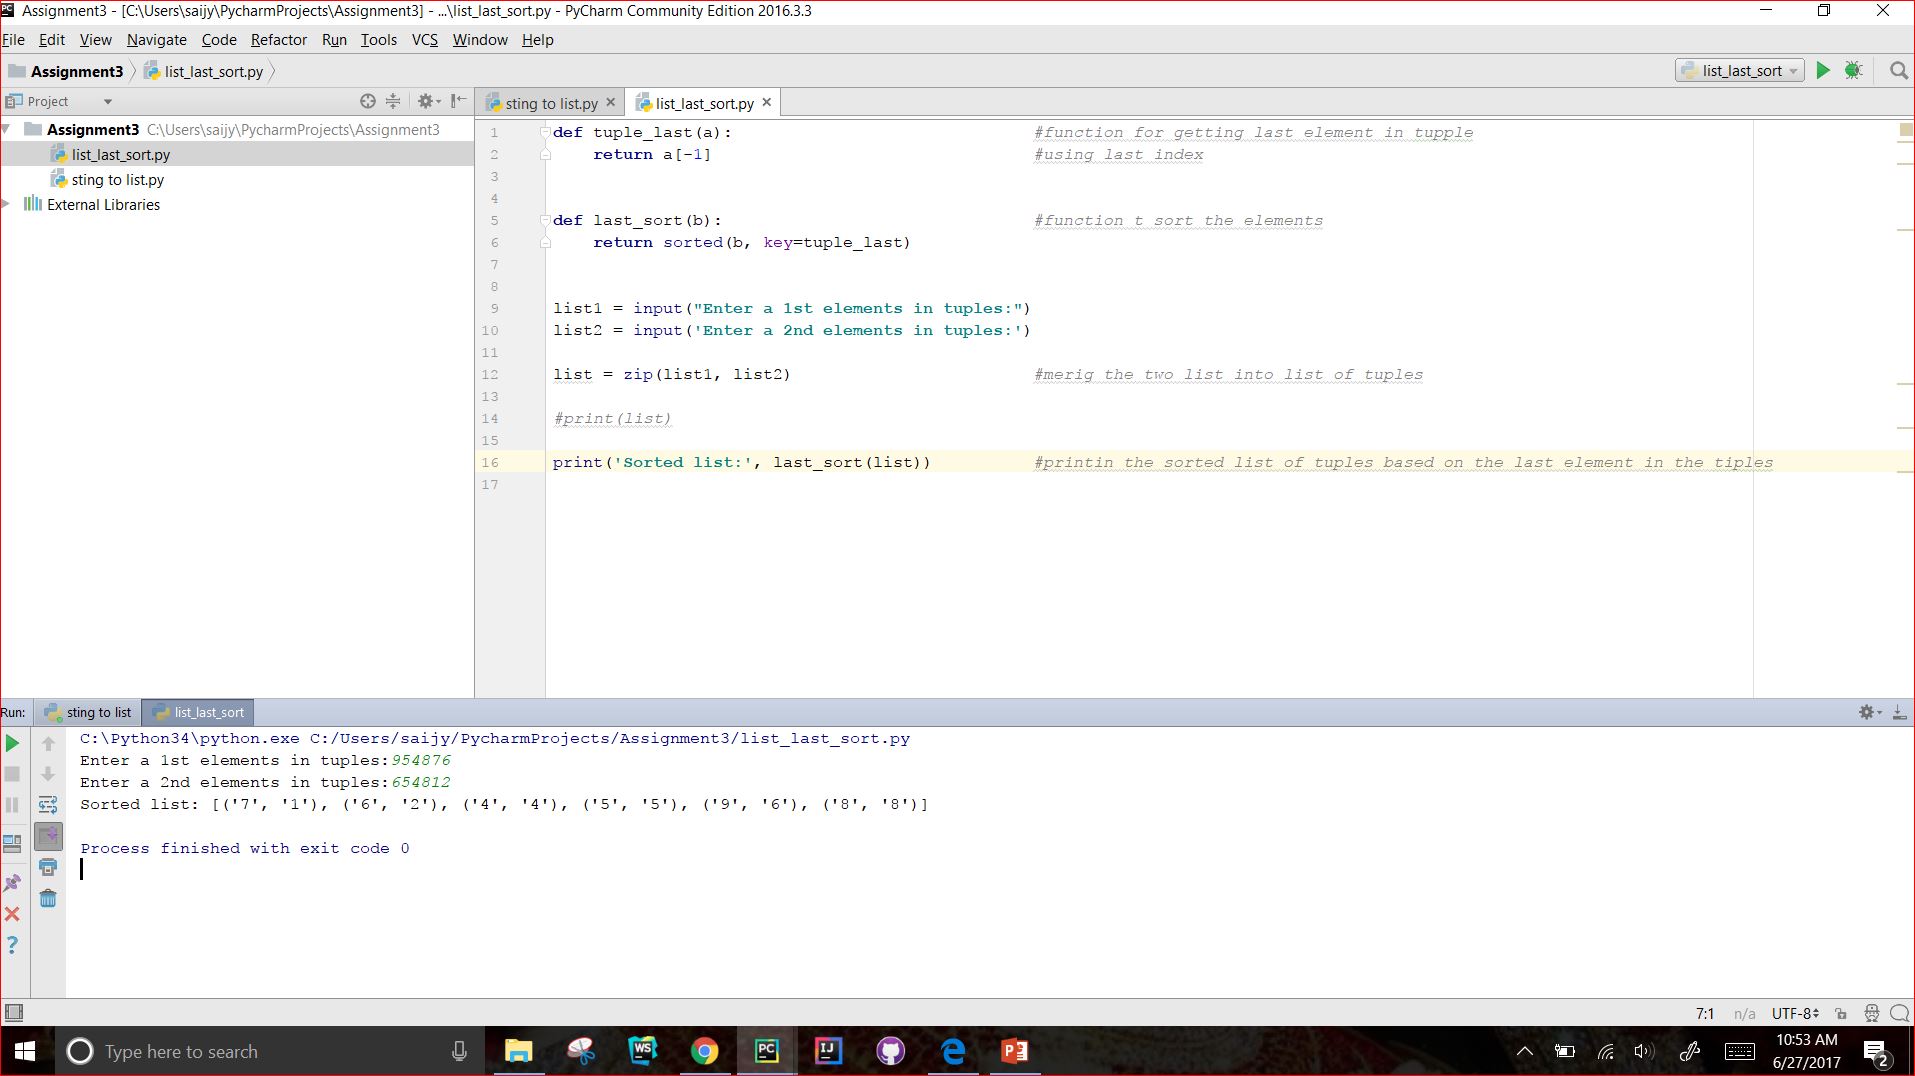 Assignment3 - [C:\Users\saijy\PycharmProjects\Assignment3] - ...\list_last_sort.py - PyCharm Community Edition 2016.3.3
File Edit View Navigate Code Refactor Run Tools VCS Window Help
Assignment3 list_last_sort.py list_last_sort
Project sting to list.py list_last_sort.py
Assignment3 C:\Users\saijy\PycharmProjects\Assignment3
list_last_sort.py
sting to list.py
External Libraries
1 def tuple_last(a): #function for getting last element in tupple
2 return a[-1] #using last index
3
4
5 def last_sort(b): #function t sort the elements
6 return sorted(b, key=tuple_last)
7
8
9 list1 = input("Enter a 1st elements in tuples:")
10 list2 = input('Enter a 2nd elements in tuples:')
11
12 list = zip(list1, list2) #merig the two list into list of tuples
13
14 #print(list)
15
16 print('Sorted list:', last_sort(list)) #printin the sorted list of tuples based on the last element in the tiples
17
Run: sting to list list_last_sort
C:\Python34\python.exe C:/Users/saijy/PycharmProjects/Assignment3/list_last_sort.py
Enter a 1st elements in tuples:954876
Enter a 2nd elements in tuples:654812
Sorted list: [('7', '1'), ('6', '2'), ('4', '4'), ('5', '5'), ('9', '6'), ('8', '8')]
Process finished with exit code 0
7:1 n/a UTF-8
Type here to search
10:53 AM
6/27/2017
2